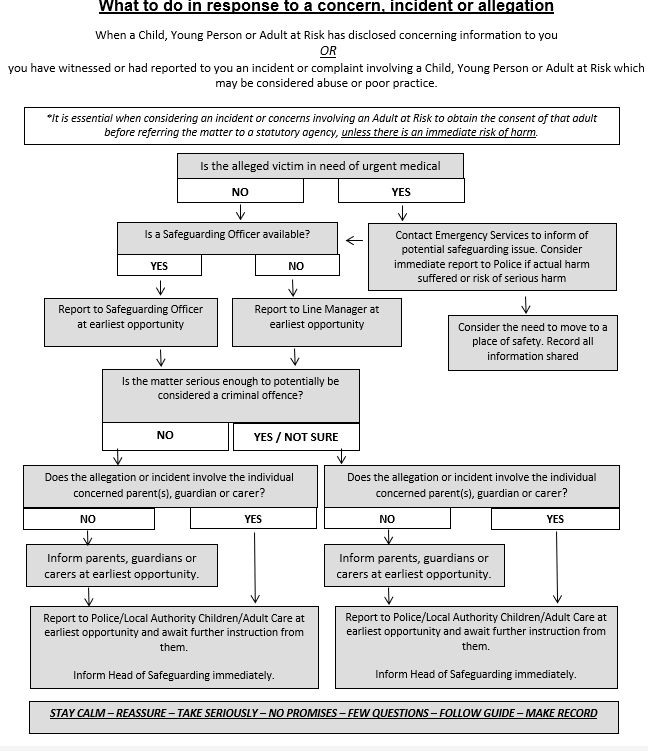 What to do in response to a concern, incident or allegation
When a Child, Young Person or Adult at Risk has disclosed concerning information to you
OR
you have witnessed or had reported to you an incident or complaint involving a Child, Young Person or Adult at Risk which
may be considered abuse or poor practice.
*It is essential when considering an incident or concerns involving an Adult at Risk to obtain the consent of that adult
before referring the matter to a statutory agency, unless there is an immediate risk of harm.
Is the alleged victim in need of urgent medical
NO
YES
Is a Safeguarding Officer available?
YES
NO
Contact Emergency Services to inform of
potential safeguarding issue. Consider
immediate report to Police if actual harm
suffered or risk of serious harm
Report to Safeguarding Officer
at earliest opportunity
Report to Line Manager at
earliest opportunity
Consider the need to move to a
place of safety. Record all
information shared
Is the matter serious enough to potentially be
considered a criminal offence?
NO
YES / NOT SURE
Does the allegation or incident involve the individual
concerned parent(s), guardian or carer?
NO
YES
Does the allegation or incident involve the individual
concerned parent(s), guardian or carer?
NO
YES
Inform parents, guardians or
carers at earliest opportunity.
Inform parents, guardians or
carers at earliest opportunity.
Report to Police/Local Authority Children/Adult Care at
earliest opportunity and await further instruction from
them.
Inform Head of Safeguarding immediately.
Report to Police/Local Authority Children/Adult Care at
earliest opportunity and await further instruction from
them.
Inform Head of Safeguarding immediately.
STAY CALM – REASSURE – TAKE SERIOUSLY – NO PROMISES – FEW QUESTIONS – FOLLOW GUIDE – MAKE RECORD